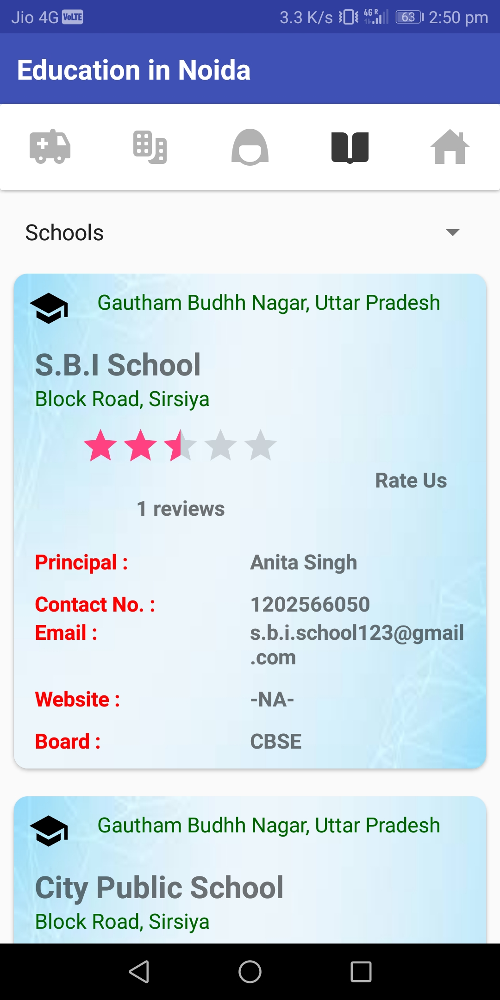 Jio 4G VoLTE 3.3 K/s 4G R 63 2:50 pm
Education in Noida
Schools
Gautham Budhh Nagar, Uttar Pradesh
S.B.I School
Block Road, Sirsiya
Rate Us
1 reviews
Principal : Anita Singh
Contact No. : 1202566050
Email : s.b.i.school123@gmail
.com
Website : -NA-
Board : CBSE
Gautham Budhh Nagar, Uttar Pradesh
City Public School
Block Road, Sirsiya